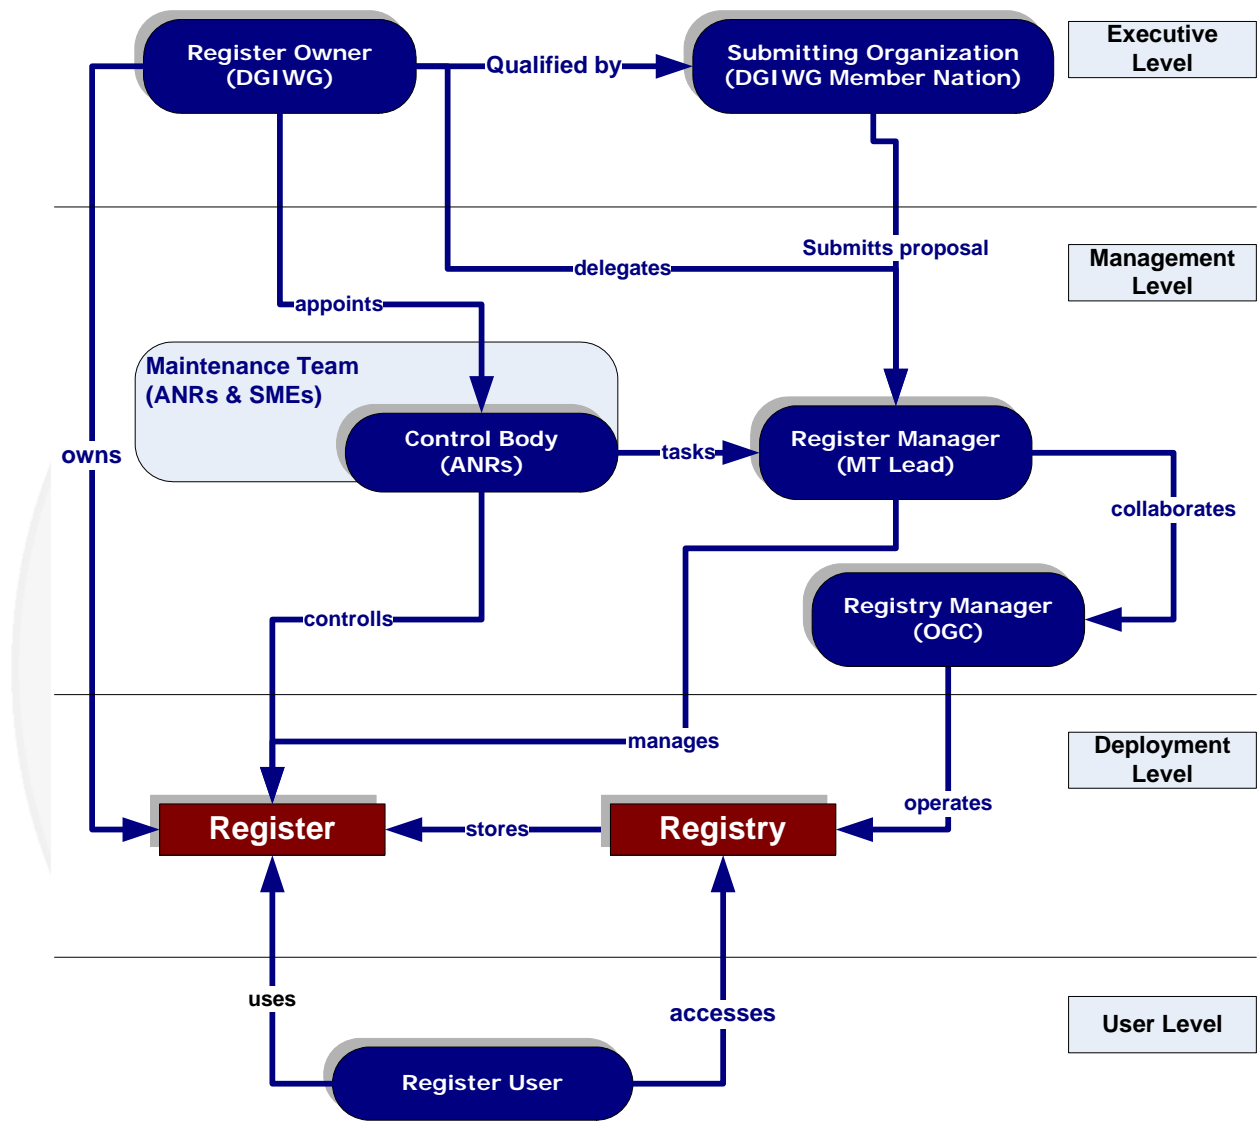 Register Owner
(DGIWG)
Qualified by
Submitting Organization
(DGIWG Member Nation)
Executive
Level
Submitts proposal
delegates
Management
Level
appoints
Maintenance Team
(ANRs & SMEs)
Control Body
(ANRs)
owns
tasks
Register Manager
(MT Lead)
collaborates
Registry Manager
(OGC)
controlls
manages
Deployment
Level
operates
Register
stores
Registry
uses
accesses
User Level
Register User